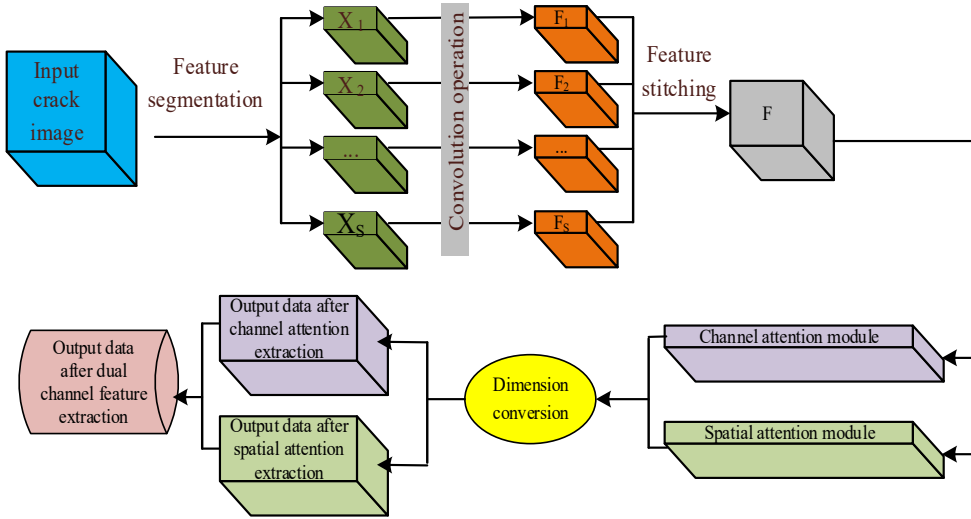 Input
crack
image
Feature
segmentation
X1
X2
...
XS
Convolution operation
F1
F2
...
FS
Feature
stitching
F
Output data
after dual
channel feature
extraction
Output data after
channel attention
extraction
Output data after
spatial attention
extraction
Dimension
conversion
Channel attention module
Spatial attention module